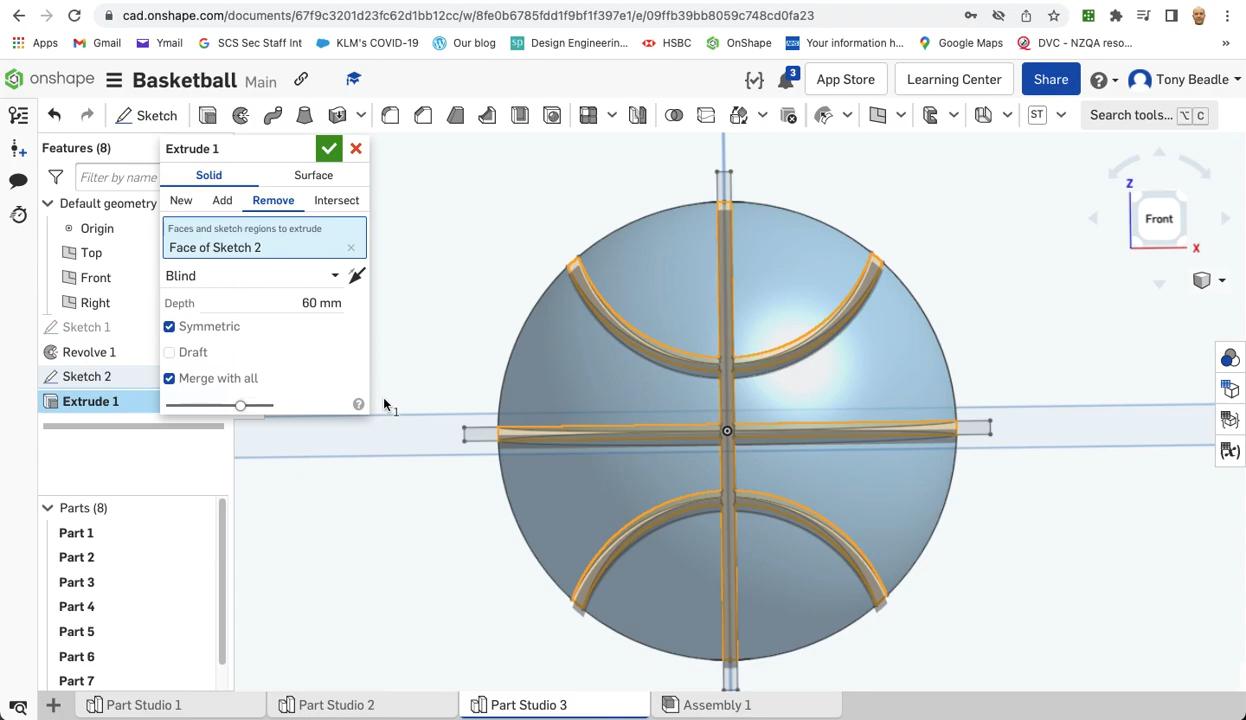 cad.onshape.com/documents/67f9c3201d23fc62d1bb12cc/w/8fe0b6785fdd1f9bf1f397e1/e/09ffb39bb8059c748cd0fa23
Apps Gmail Ymail SCS Sec Staff Int KLM's COVID-19 Our blog Design Engineerin... HSBC OnShape Your information h... Google Maps DVC - NZQA reso... »
onshape Basketball Main 3 App Store Learning Center Share Tony Beadle
Sketch ST Search tools... ⌥ C
Features (8)
Filter by name
Default geometry
Origin
Top
Front
Right
Sketch 1
Revolve 1
Sketch 2
Extrude 1
Extrude 1
Solid Surface
New Add Remove Intersect
Faces and sketch regions to extrude
Face of Sketch 2
Blind
Depth 60 mm
Symmetric
Draft
Merge with all
1
Z
Front
X
Parts (8)
Part 1
Part 2
Part 3
Part 4
Part 5
Part 6
Part 7
Part Studio 1 Part Studio 2 Part Studio 3 Assembly 1